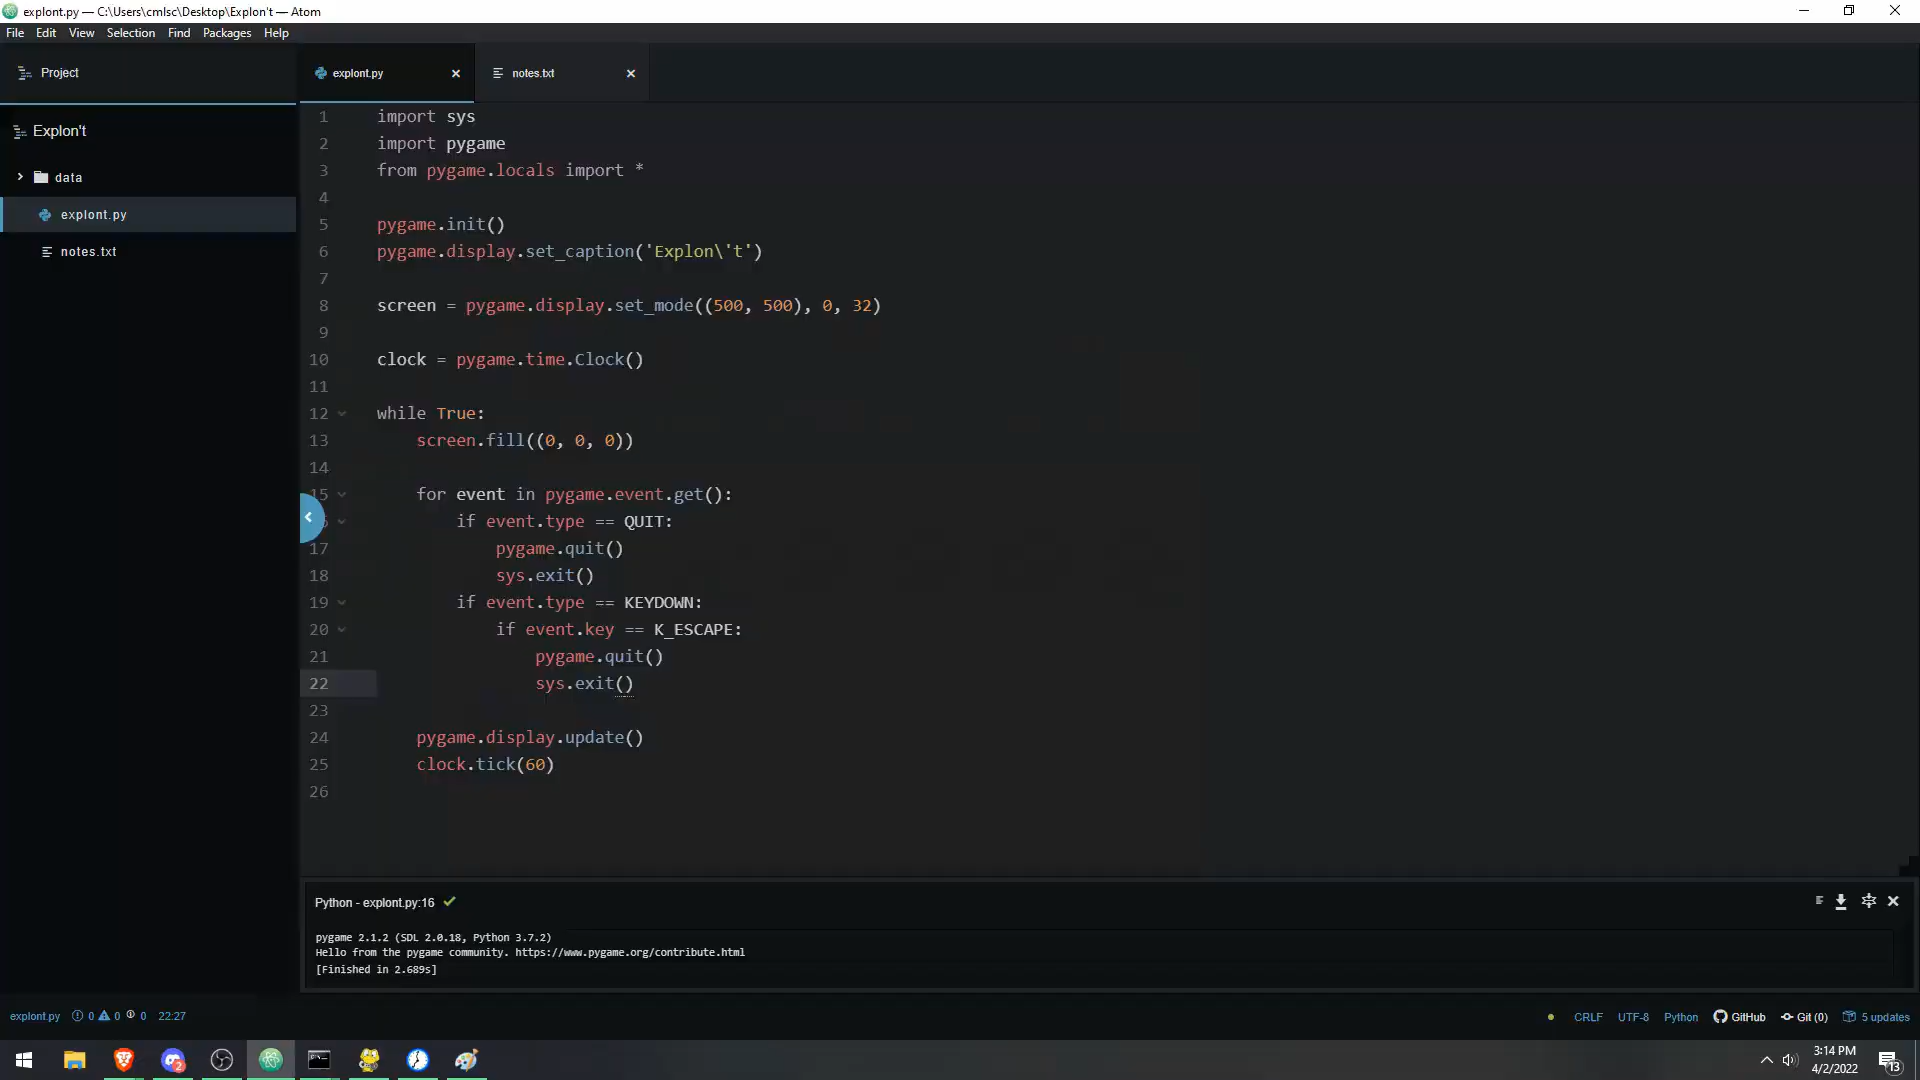 explont.py — C:\Users\cmlsc\Desktop\Explon't — Atom
File Edit View Selection Find Packages Help
Project
explont.py
notes.txt
Explon't
data
explont.py
notes.txt
1 import sys
2 import pygame
3 from pygame.locals import *
4
5 pygame.init()
6 pygame.display.set_caption('Explon\'t')
7
8 screen = pygame.display.set_mode((500, 500), 0, 32)
9
10 clock = pygame.time.Clock()
11
12 while True:
13 screen.fill((0, 0, 0))
14
15 for event in pygame.event.get():
if event.type == QUIT:
17 pygame.quit()
18 sys.exit()
19 if event.type == KEYDOWN:
20 if event.key == K_ESCAPE:
21 pygame.quit()
22 sys.exit()
23
24 pygame.display.update()
25 clock.tick(60)
26
Python - explont.py:16
pygame 2.1.2 (SDL 2.0.18, Python 3.7.2)
Hello from the pygame community. https://www.pygame.org/contribute.html
[Finished in 2.689s]
explont.py 0 0 0 22:27
CRLF UTF-8 Python GitHub Git (0) 5 updates
2
3:14 PM
4/2/2022
13